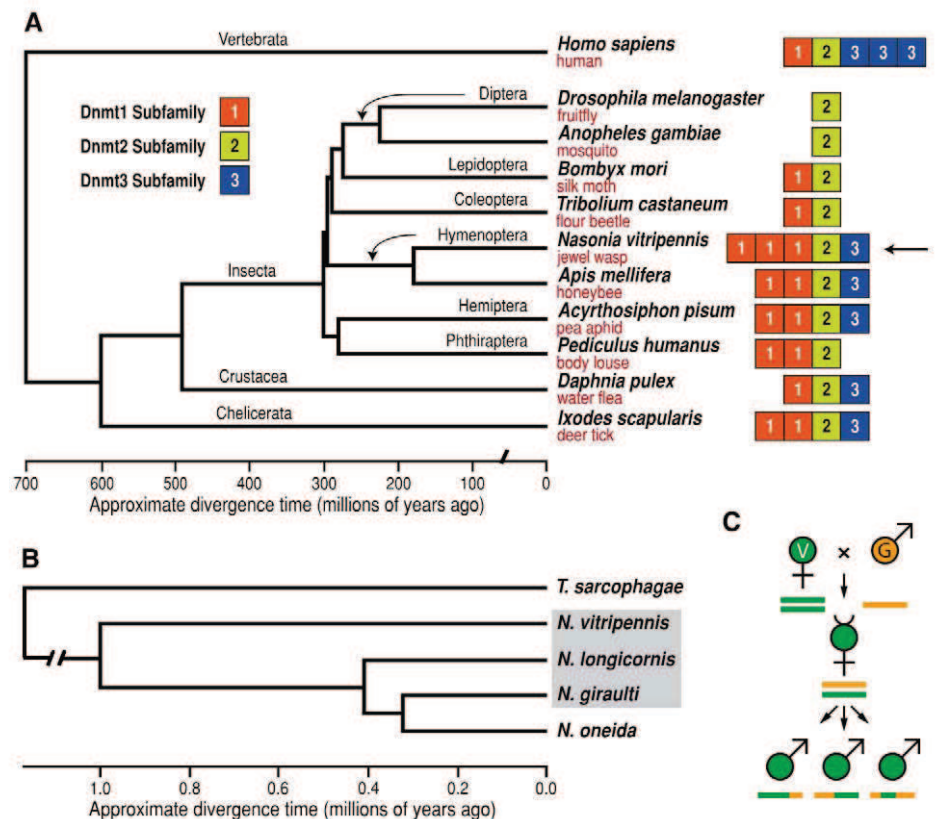 A
Vertebrata
Homo sapiens
human
1 2 3 3 3
Dnmt1 Subfamily 1
Dnmt2 Subfamily 2
Dnmt3 Subfamily 3
Diptera
Drosophila melanogaster
fruitfly
2
Anopheles gambiae
mosquito
2
Lepidoptera
Bombyx mori
silk moth
1 2
Coleoptera
Tribolium castaneum
flour beetle
1 2
Hymenoptera
Nasonia vitripennis
jewel wasp
1 1 1 2 3
Insecta
Apis mellifera
honeybee
1 1 2 3
Hemiptera
Acyrthosiphon pisum
pea aphid
1 1 2 3
Phthiraptera
Pediculus humanus
body louse
1 1 2
Crustacea
Daphnia pulex
water flea
1 2 3
Chelicerata
Ixodes scapularis
deer tick
1 1 2 3
700 600 500 400 300 200 100 0
Approximate divergence time (millions of years ago)
B
T. sarcophagae
N. vitripennis
N. longicornis
N. giraulti
N. oneida
1.0 0.8 0.6 0.4 0.2 0.0
Approximate divergence time (millions of years ago)
C
V × G